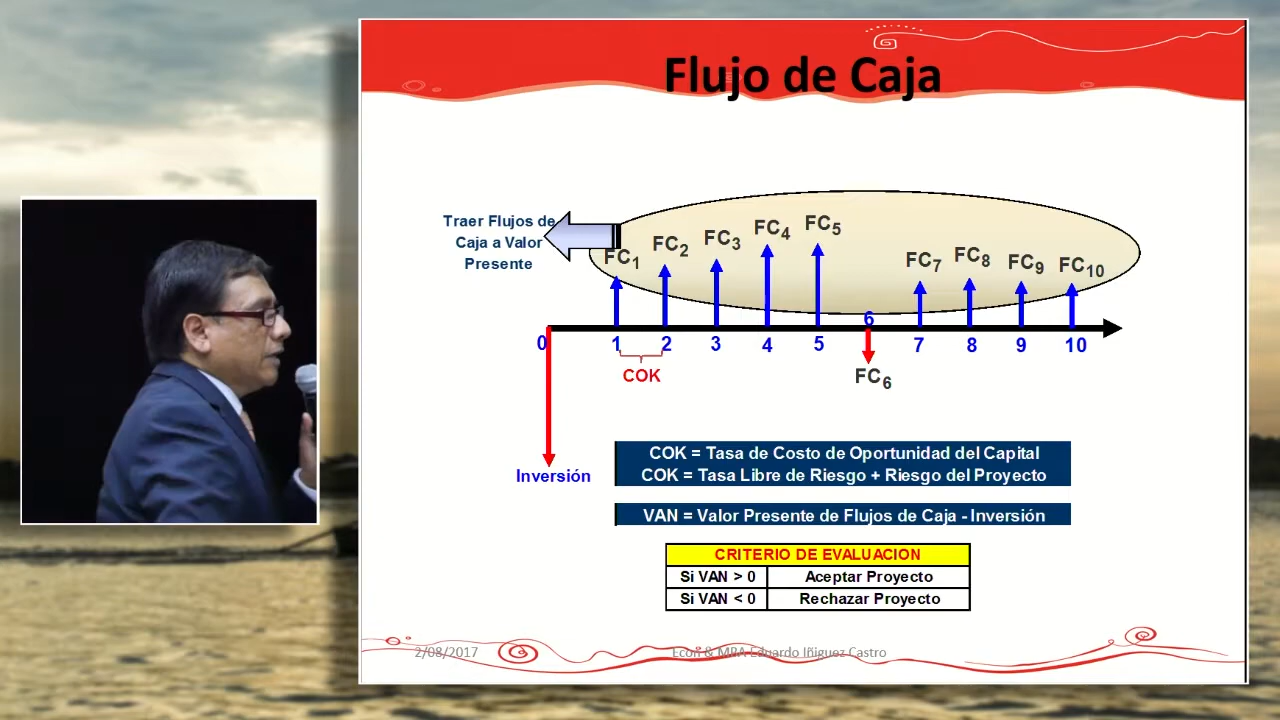 Flujo de Caja
Traer Flujos de
Caja a Valor
Presente
FC1
FC2
FC3
FC4
FC5
FC7
FC8
FC9
FC10
0
1
2
3
4
5
6
7
8
9
10
COK
FC6
Inversión
COK = Tasa de Costo de Oportunidad del Capital
COK = Tasa Libre de Riesgo + Riesgo del Proyecto
VAN = Valor Presente de Flujos de Caja - Inversión
CRITERIO DE EVALUACION
Si VAN > 0 Aceptar Proyecto
Si VAN < 0 Rechazar Proyecto
2/08/2017 Econ & MBA Eduardo Iñiguez Castro